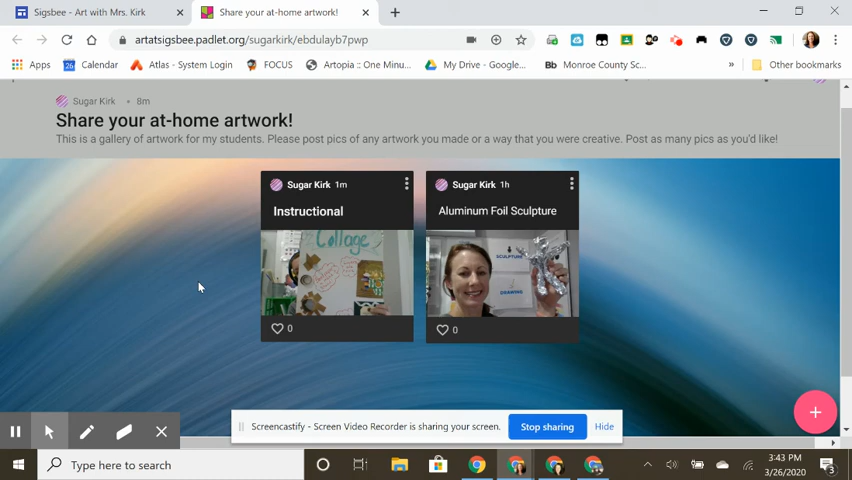 Sigsbee - Art with Mrs. Kirk
Share your at-home artwork!
artatsigsbee.padlet.org/sugarkirk/ebdulayb7pwp
Apps
26
Calendar
Atlas - System Login
FOCUS
Artopia :: One Minu...
My Drive - Google...
Bb Monroe County Sc...
»
Other bookmarks
Sugar Kirk • 8m
Share your at-home artwork!
This is a gallery of artwork for my students. Please post pics of any artwork you made or a way that you were creative. Post as many pics as you'd like!
Sugar Kirk 1m
Instructional
Collage
0
Sugar Kirk 1h
Aluminum Foil Sculpture
SCULPTURE
DRAWING
0
Screencastify - Screen Video Recorder is sharing your screen.
Stop sharing
Hide
Type here to search
3:43 PM
3/26/2020
3